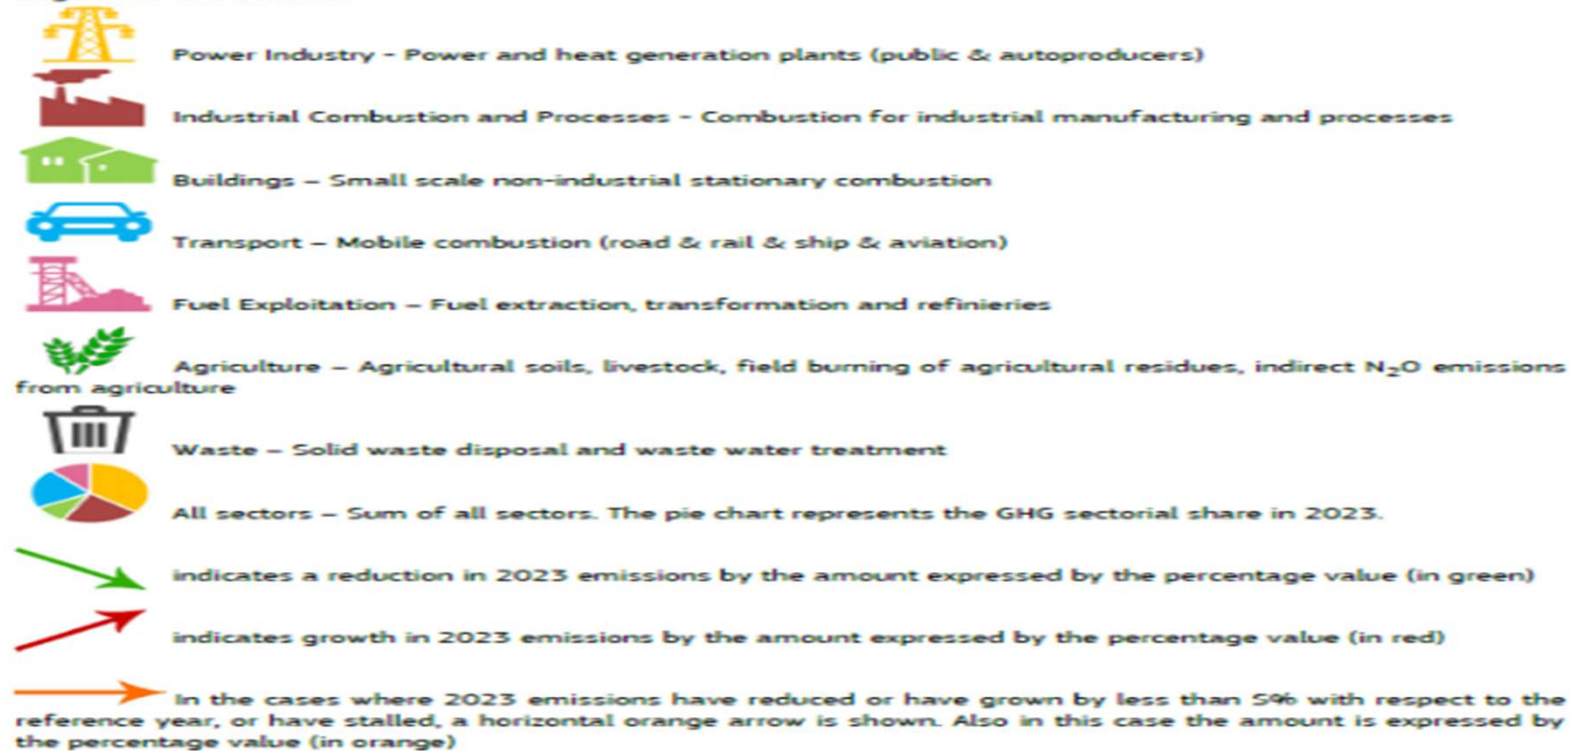 Power Industry - Power and heat generation plants (public & autoproducers)
Industrial Combustion and Processes - Combustion for industrial manufacturing and processes
Buildings – Small scale non-industrial stationary combustion
Transport – Mobile combustion (road & rail & ship & aviation)
Fuel Exploitation – Fuel extraction, transformation and refinieries
Agriculture – Agricultural soils, livestock, field burning of agricultural residues, indirect N₂O emissions
from agriculture
Waste – Solid waste disposal and waste water treatment
All sectors – Sum of all sectors. The pie chart represents the GHG sectorial share in 2023.
indicates a reduction in 2023 emissions by the amount expressed by the percentage value (in green)
indicates growth in 2023 emissions by the amount expressed by the percentage value (in red)
In the cases where 2023 emissions have reduced or have grown by less than 5% with respect to the
reference year, or have stalled, a horizontal orange arrow is shown. Also in this case the amount is expressed by
the percentage value (in orange)